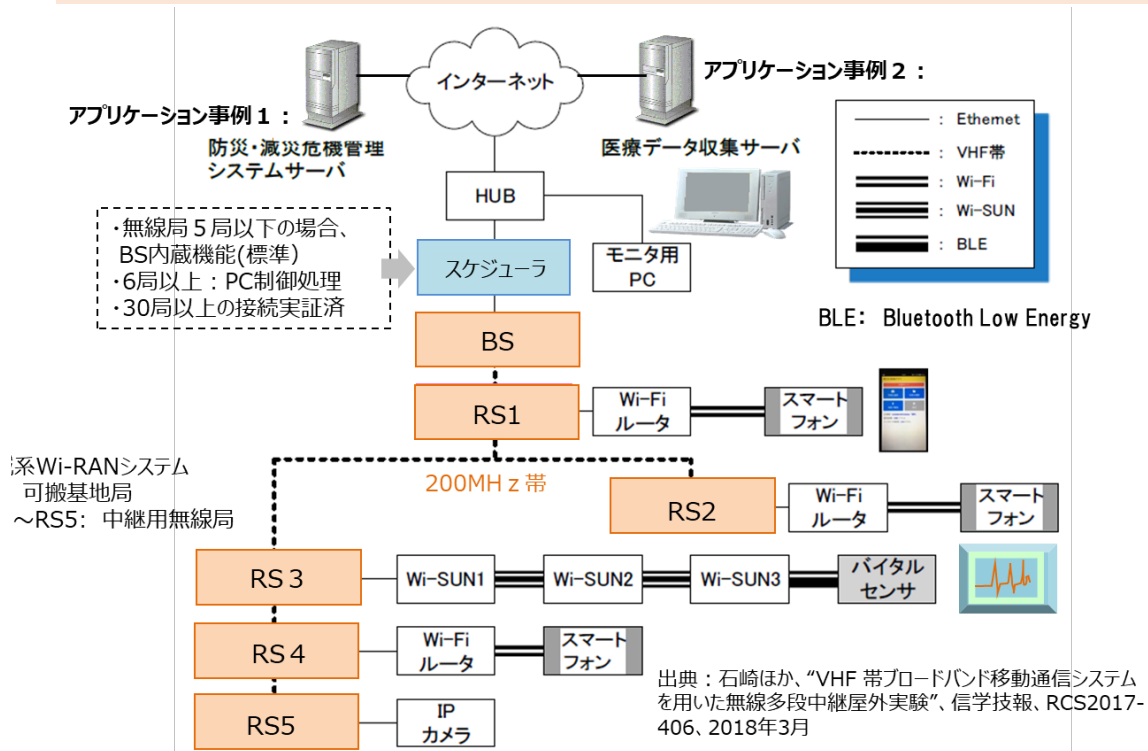 インターネット
アプリケーション事例２：
アプリケーション事例１：
防災・減災危機管理
システムサーバ
医療データ収集サーバ
： Ethernet
： VHF帯
： Wi-Fi
： Wi-SUN
： BLE
BLE： Bluetooth Low Energy
HUB
モニタ用
PC
・無線局５局以下の場合、
BS内蔵機能(標準)
・6局以上：PC制御処理
・30局以上の接続実証済
スケジューラ
BS
RS1
Wi-Fi
ルータ
スマート
フォン
系Wi-RANシステム
可搬基地局
～RS5： 中継用無線局
200MHｚ帯
RS2
Wi-Fi
ルータ
スマート
フォン
RS３
Wi-SUN1
Wi-SUN2
Wi-SUN3
バイタル
センサ
RS４
Wi-Fi
ルータ
スマート
フォン
RS5
IP
カメラ
出典：石崎ほか、“VHF 帯ブロードバンド移動通信システム
を用いた無線多段中継屋外実験”、信学技報、RCS2017-
406、2018年3月